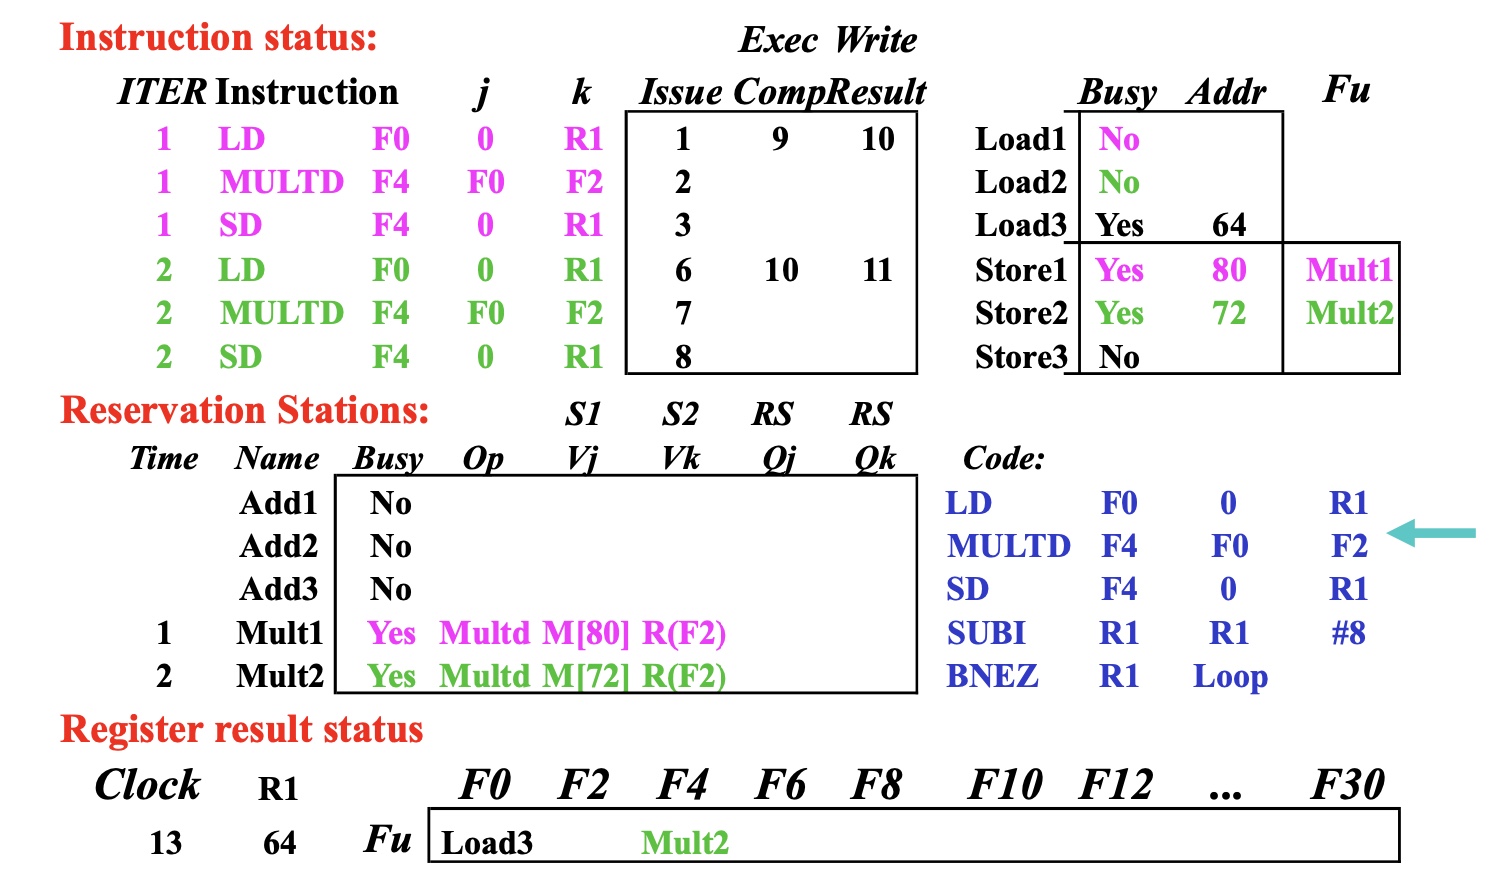 Instruction status: Exec Write
ITER Instruction j k Issue Comp Result Busy Addr Fu
1 LD F0 0 R1 1 9 10 Load1 No
1 MULTD F4 F0 F2 2 Load2 No
1 SD F4 0 R1 3 Load3 Yes 64
2 LD F0 0 R1 6 10 11 Store1 Yes 80 Mult1
2 MULTD F4 F0 F2 7 Store2 Yes 72 Mult2
2 SD F4 0 R1 8 Store3 No
Reservation Stations: S1 S2 RS RS
Time Name Busy Op Vj Vk Qj Qk Code:
Add1 No LD F0 0 R1
Add2 No MULTD F4 F0 F2
Add3 No SD F4 0 R1
1 Mult1 Yes Multd M[80] R(F2) SUBI R1 R1 #8
2 Mult2 Yes Multd M[72] R(F2) BNEZ R1 Loop
Register result status
Clock R1 F0 F2 F4 F6 F8 F10 F12 ... F30
13 64 Fu Load3 Mult2